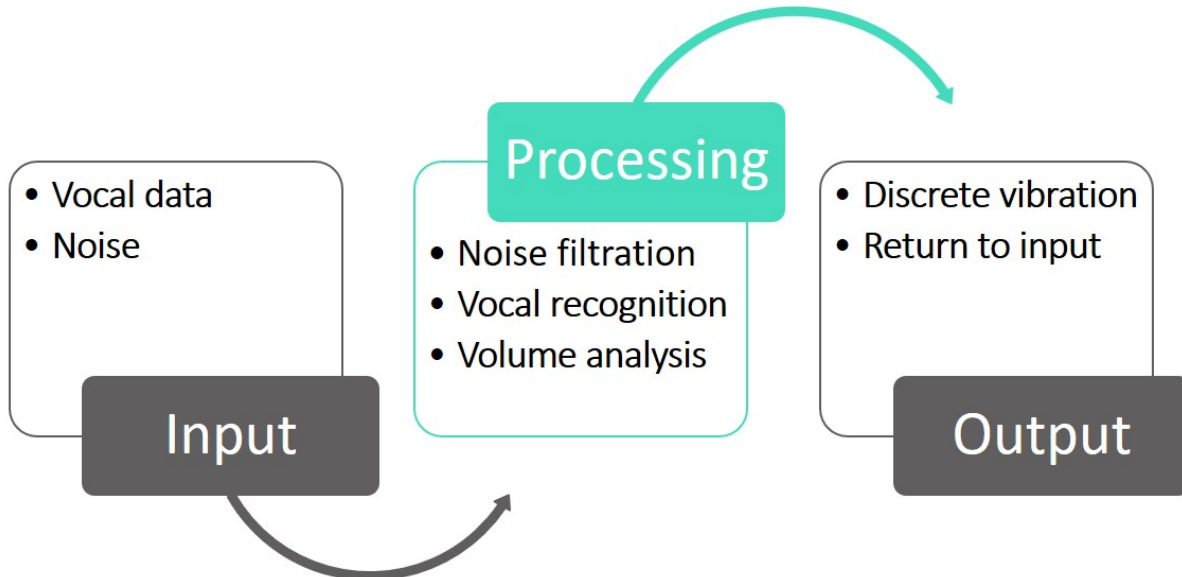 • Vocal data
• Noise
Input
Processing
• Noise filtration
• Vocal recognition
• Volume analysis
• Discrete vibration
• Return to input
Output